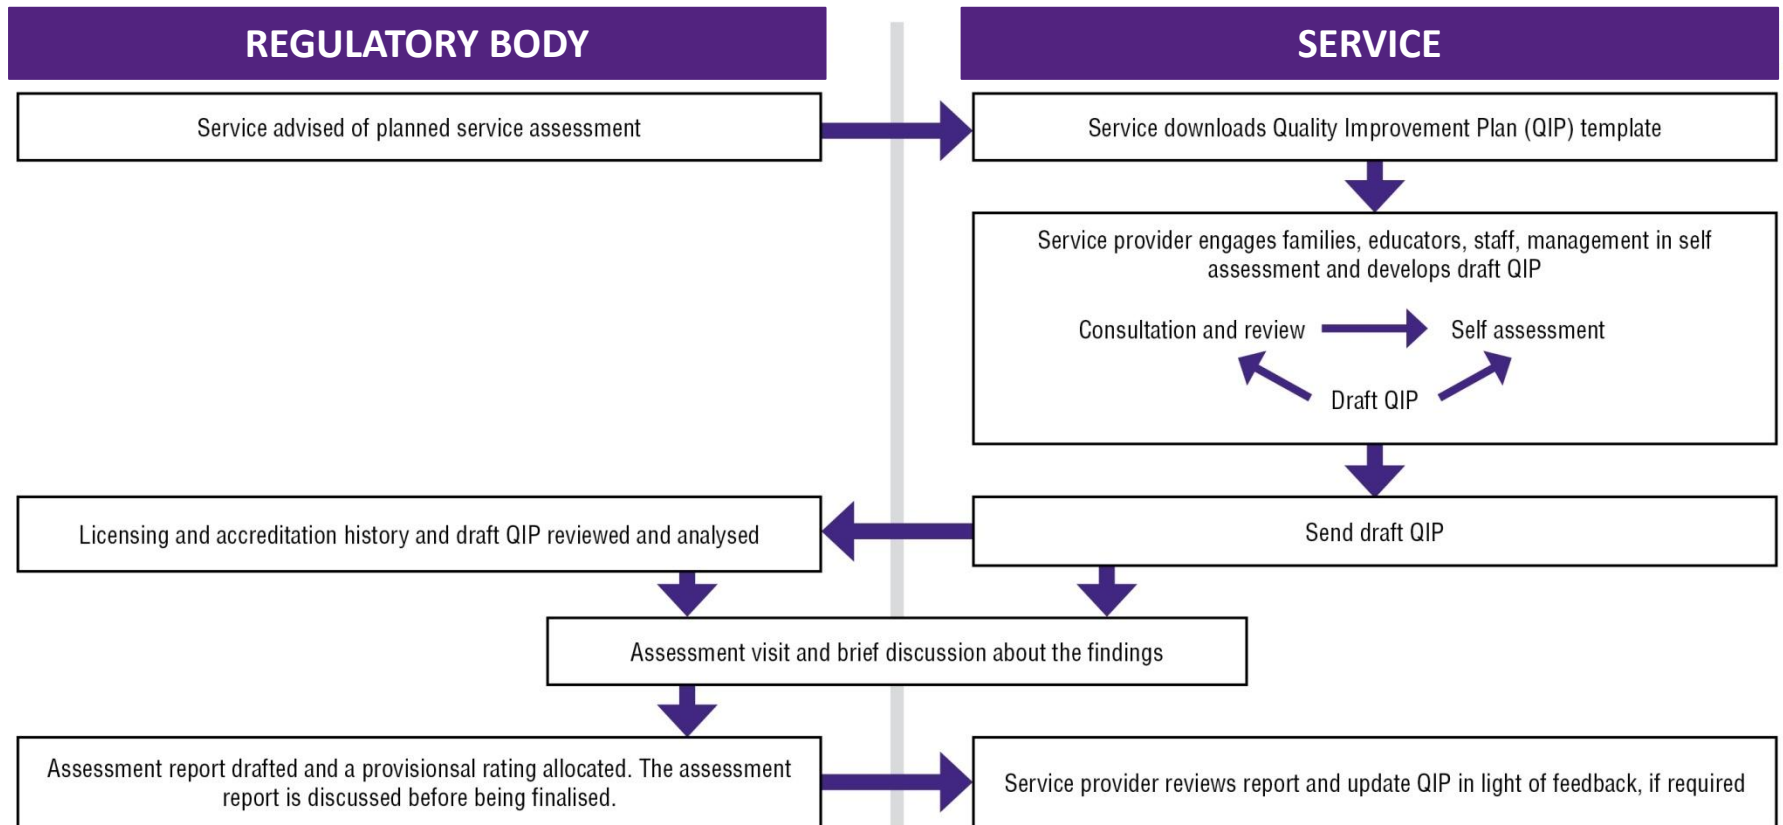 REGULATORY BODY
SERVICE
Service advised of planned service assessment
Service downloads Quality Improvement Plan (QIP) template
Service provider engages families, educators, staff, management in self
assessment and develops draft QIP
Consultation and review
Self assessment
Draft QIP
Licensing and accreditation history and draft QIP reviewed and analysed
Send draft QIP
Assessment visit and brief discussion about the findings
Assessment report drafted and a provisionsal rating allocated. The assessment
report is discussed before being finalised.
Service provider reviews report and update QIP in light of feedback, if required